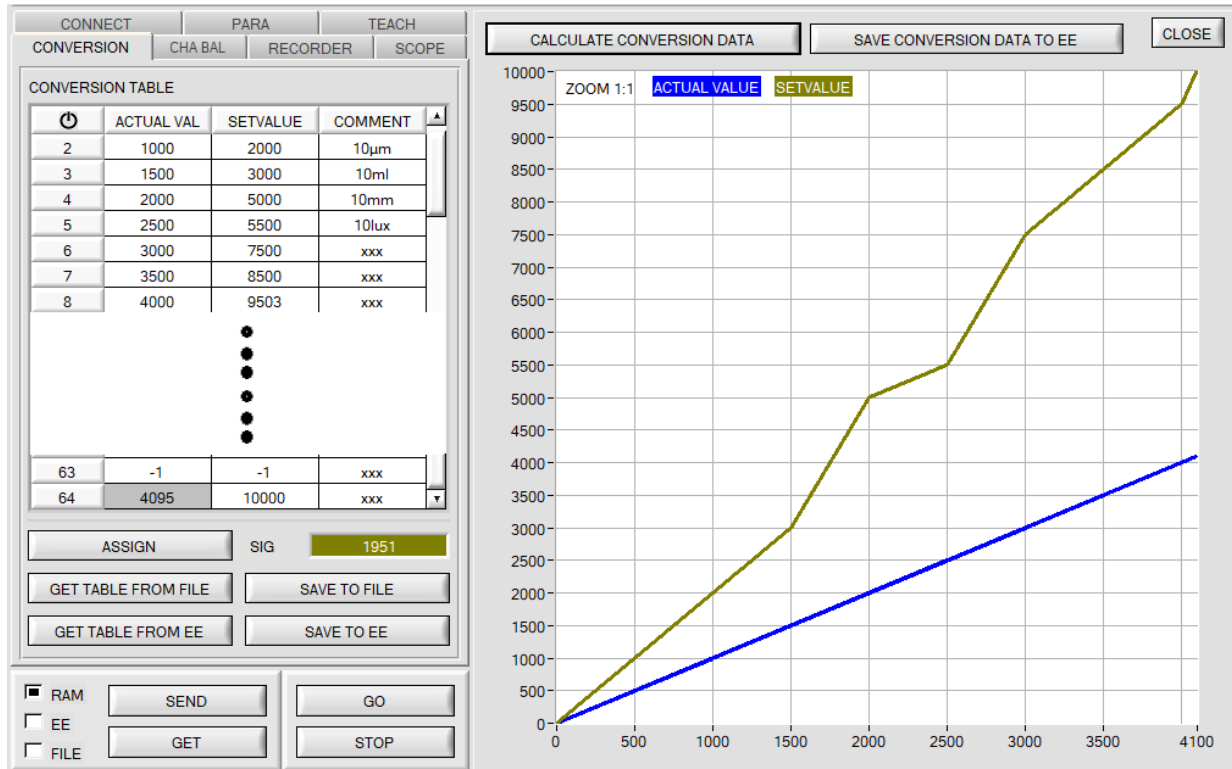 CONNECT PARA TEACH
CONVERSION CHA BAL RECORDER SCOPE
CONVERSION TABLE
ACTUAL VAL SETVALUE COMMENT
2 1000 2000 10µm
3 1500 3000 10ml
4 2000 5000 10mm
5 2500 5500 10lux
6 3000 7500 xxx
7 3500 8500 xxx
8 4000 9503 xxx
63 -1 -1 xxx
64 4095 10000 xxx
ASSIGN SIG 1951
GET TABLE FROM FILE SAVE TO FILE
GET TABLE FROM EE SAVE TO EE
RAM SEND GO
EE
FILE GET STOP
CALCULATE CONVERSION DATA SAVE CONVERSION DATA TO EE CLOSE
ZOOM 1:1 ACTUAL VALUE SETVALUE
10000
9500
9000
8500
8000
7500
7000
6500
6000
5500
5000
4500
4000
3500
3000
2500
2000
1500
1000
500
0
0 500 1000 1500 2000 2500 3000 3500 4100